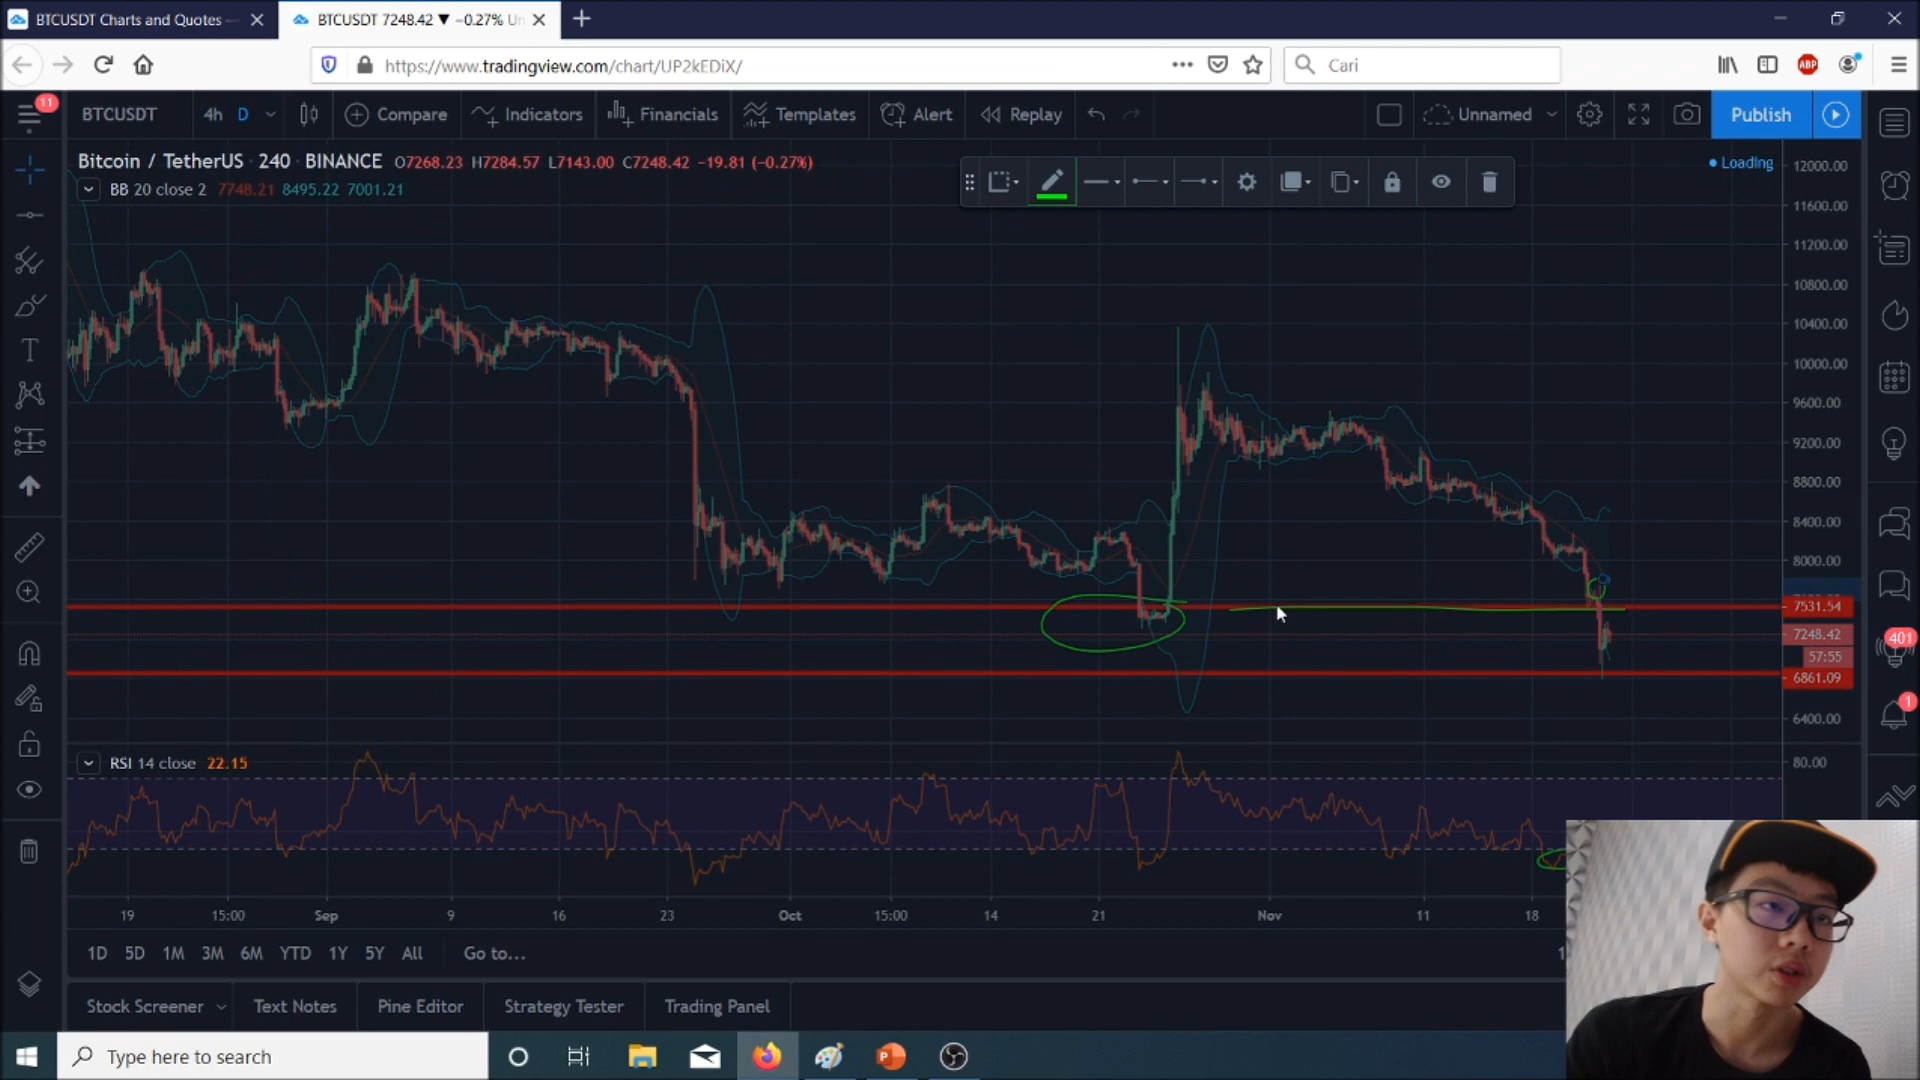 BTCUSDT Charts and Quotes
BTCUSDT 7248.42 ▼ −0.27% Un
https://www.tradingview.com/chart/UP2kEDiX/
Cari
ABP
11
BTCUSDT 4h D Compare Indicators Financials Templates Alert Replay Unnamed Publish
Bitcoin / TetherUS · 240 · BINANCE O7268.23 H7284.57 L7143.00 C7248.42 −19.81 (−0.27%)
BB 20 close 2 7748.21 8495.22 7001.21
Loading
12000.00
11600.00
11200.00
10800.00
10400.00
10000.00
9600.00
9200.00
8800.00
8400.00
8000.00
7531.54
7248.42
57:55
6861.09
6400.00
401
1
RSI 14 close 22.15
80.00
19 15:00 Sep 9 16 23 Oct 15:00 14 21 Nov 11 18
1D 5D 1M 3M 6M YTD 1Y 5Y All Go to...
Stock Screener Text Notes Pine Editor Strategy Tester Trading Panel
Type here to search